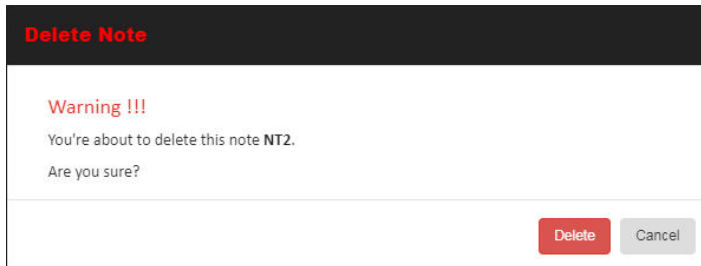 Delete Note
Warning !!!
You're about to delete this note NT2.
Are you sure?
Delete
Cancel